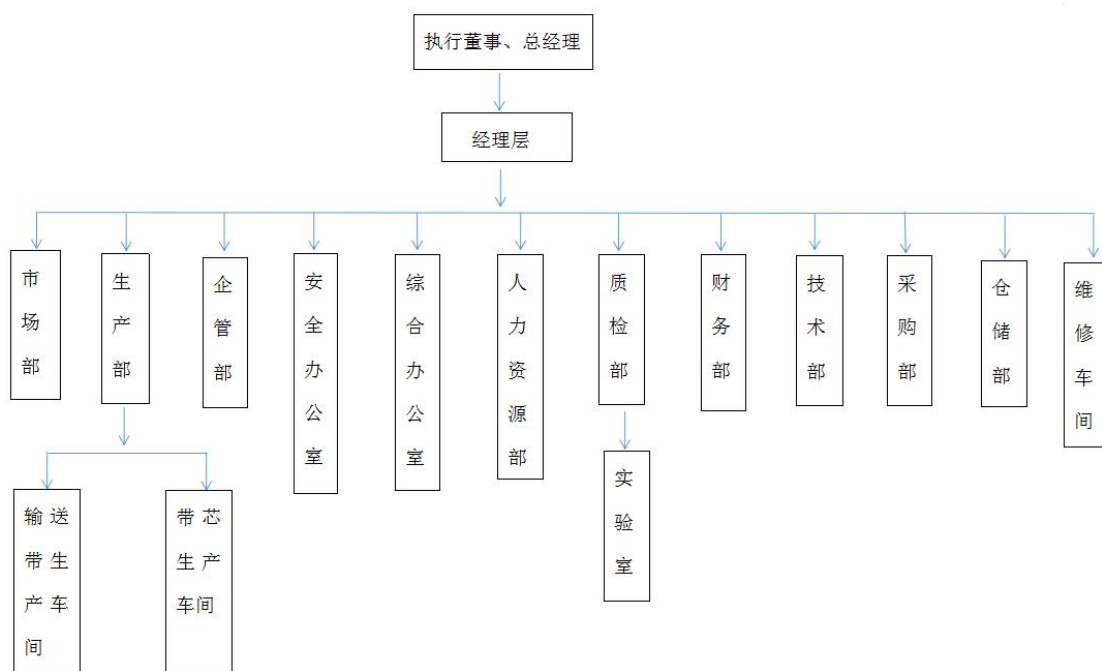 执行董事、总经理
经理层
市场部
生产部
企管部
安全办公室
综合办公室
人力资源部
质检部
财务部
技术部
采购部
仓储部
维修车间
输送
带生
产车
间
带芯
生产
车间
实验室